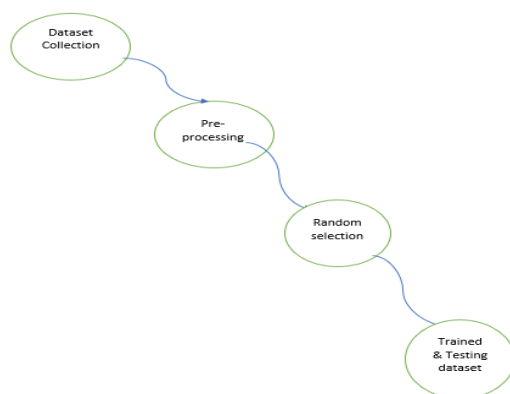 Dataset
Collection
Pre-
processing
Random
selection
Trained
& Testing
dataset